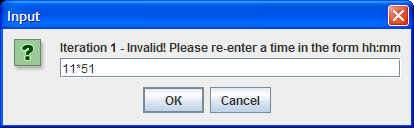 Input
Iteration 1 - Invalid! Please re-enter a time in the form hh:mm
11*51
OK Cancel